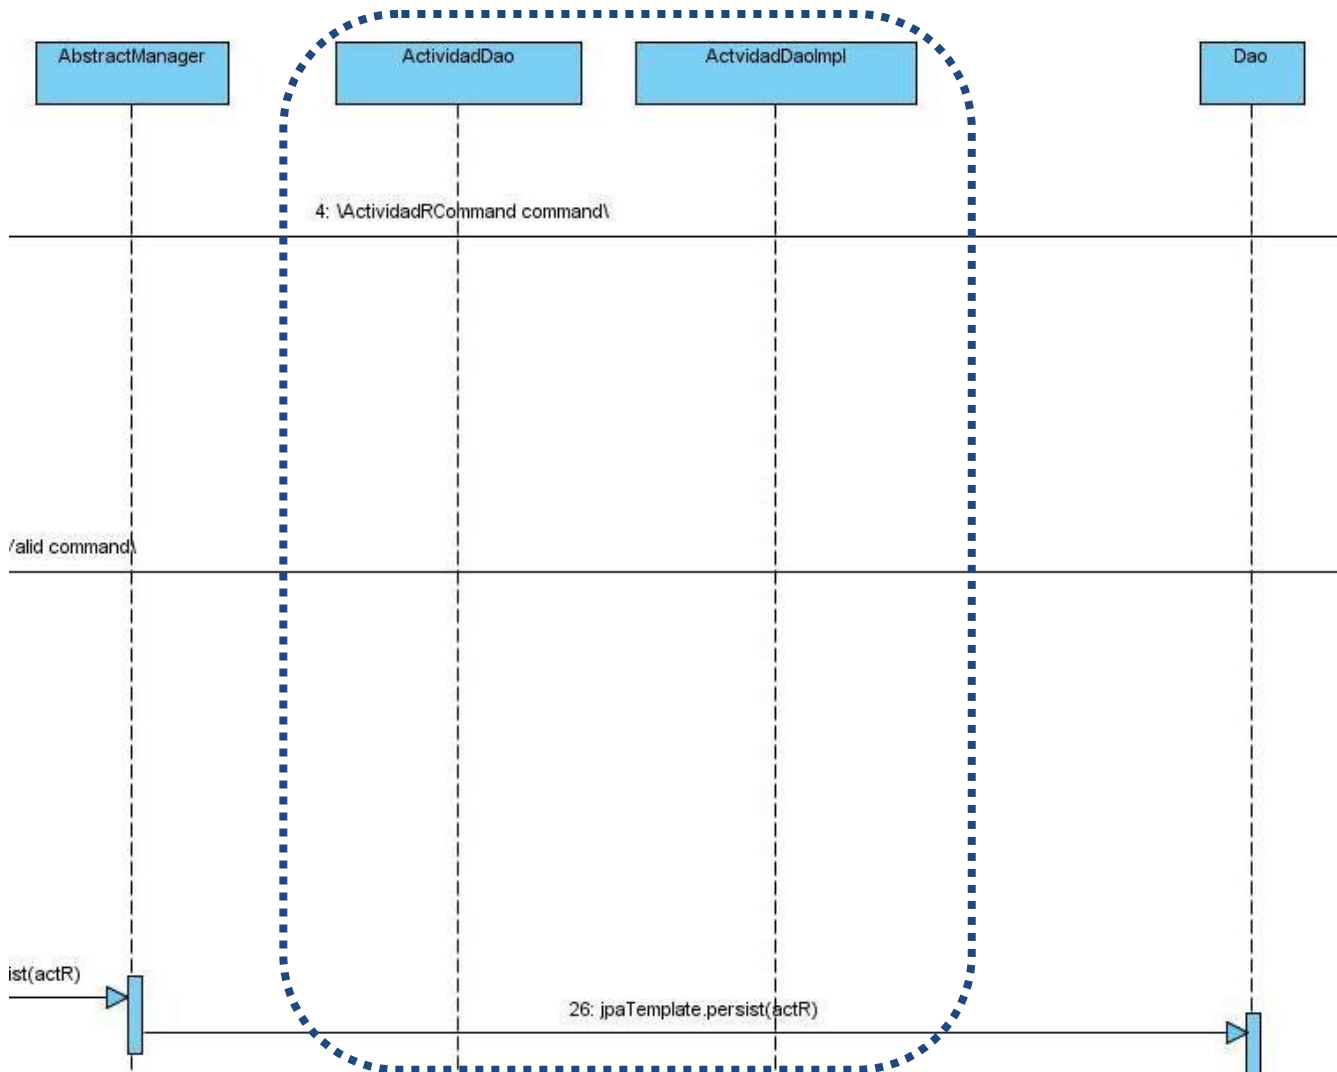 AbstractManager
ActividadDao
ActvidadDaoImpl
Dao
4: \ActividadRCommand command\
/alid command\
ist(actR)
26: jpaTemplate.persist(actR)